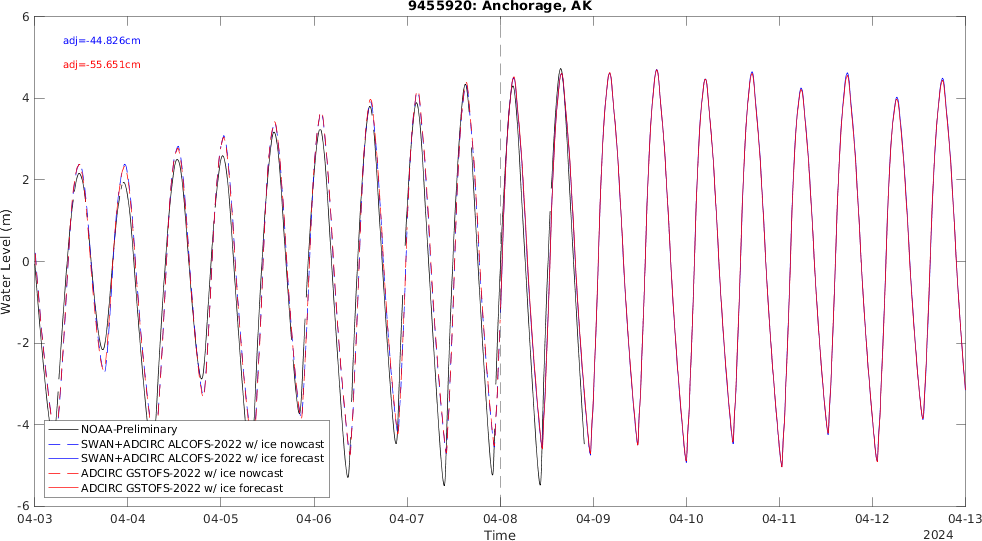 9455920: Anchorage, AK
adj=-44.826cm
adj=-55.651cm
6
4
2
0
-2
-4
-6
Water Level (m)
NOAA-Preliminary
SWAN+ADCIRC ALCOFS-2022 w/ ice nowcast
SWAN+ADCIRC ALCOFS-2022 w/ ice forecast
ADCIRC GSTOFS-2022 w/ ice nowcast
ADCIRC GSTOFS-2022 w/ ice forecast
04-03 04-04 04-05 04-06 04-07 04-08 04-09 04-10 04-11 04-12 04-13
Time
2024